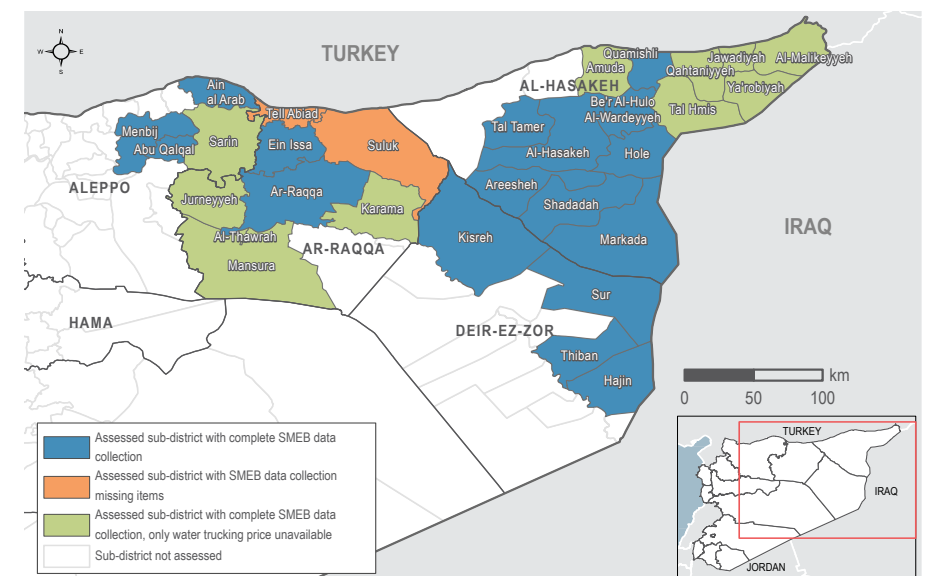 N
W E
S
TURKEY
Quamishli
Jawadiyah
Al-Malikeyyeh
Amuda
Qahtaniyyeh
AL-HASAKEH
Ya'robiyah
Ain
al Arab
Be'r Al-Hulo
Al-Wardeyyeh
Tal Hmis
Tell Abiad
Menbij
Tal Tamer
Abu Qalqal
Sarin
Ein Issa
Suluk
Al-Hasakeh
Hole
ALEPPO
Ar-Raqqa
Areesheh
Jurneyyeh
Karama
Shadadah
IRAQ
Al-Thawrah
Kisreh
Markada
AR-RAQQA
Mansura
Sur
HAMA
DEIR-EZ-ZOR
Thiban
Hajin
km
0 50 100
Assessed sub-district with complete SMEB data
collection
Assessed sub-district with SMEB data collection
missing items
Assessed sub-district with complete SMEB data
collection, only water trucking price unavailable
Sub-district not assessed
TURKEY
IRAQ
JORDAN